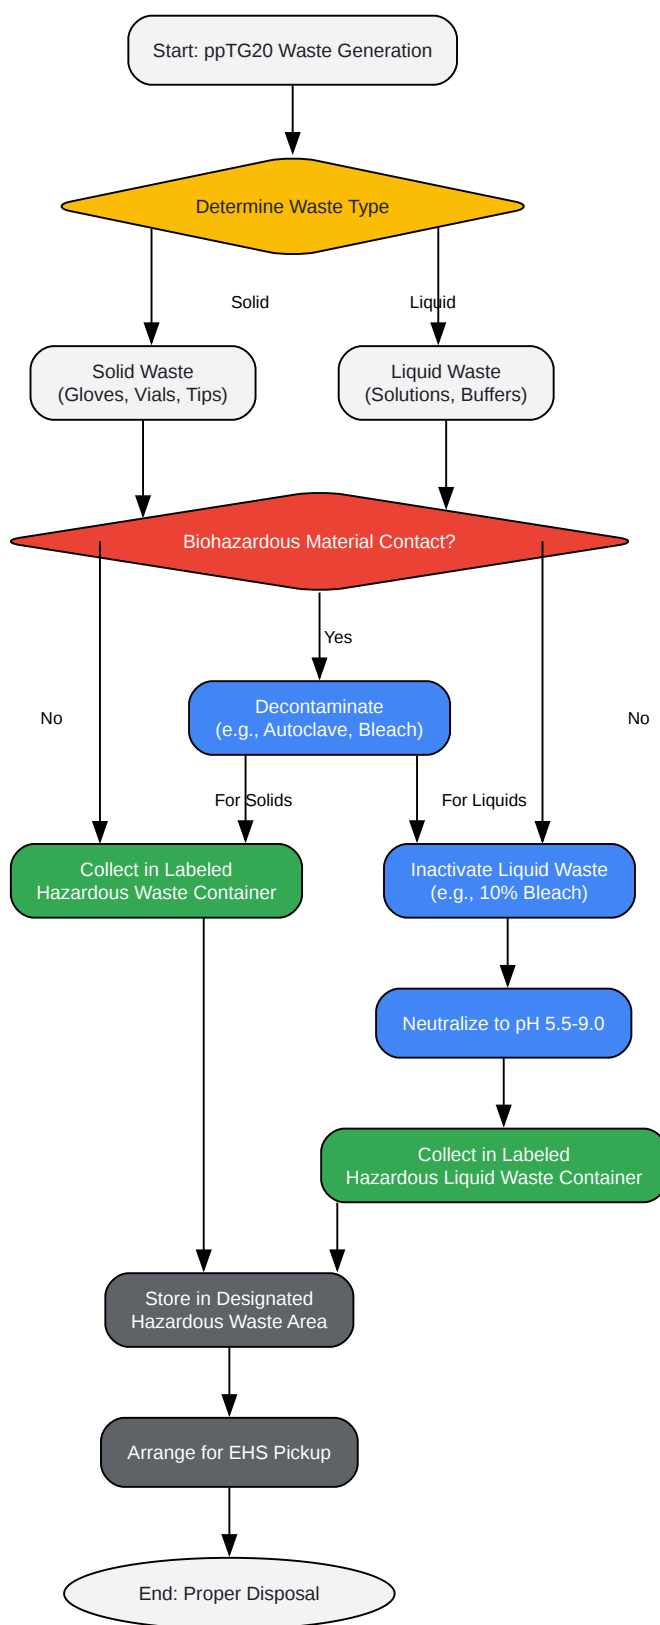 Start: ppTG20 Waste Generation
Determine Waste Type
Solid
Liquid
Solid Waste
(Gloves, Vials, Tips)
Liquid Waste
(Solutions, Buffers)
Biohazardous Material Contact?
Yes
Decontaminate
(e.g., Autoclave, Bleach)
No
No
For Solids
For Liquids
Collect in Labeled
Hazardous Waste Container
Inactivate Liquid Waste
(e.g., 10% Bleach)
Neutralize to pH 5.5-9.0
Collect in Labeled
Hazardous Liquid Waste Container
Store in Designated
Hazardous Waste Area
Arrange for EHS Pickup
End: Proper Disposal